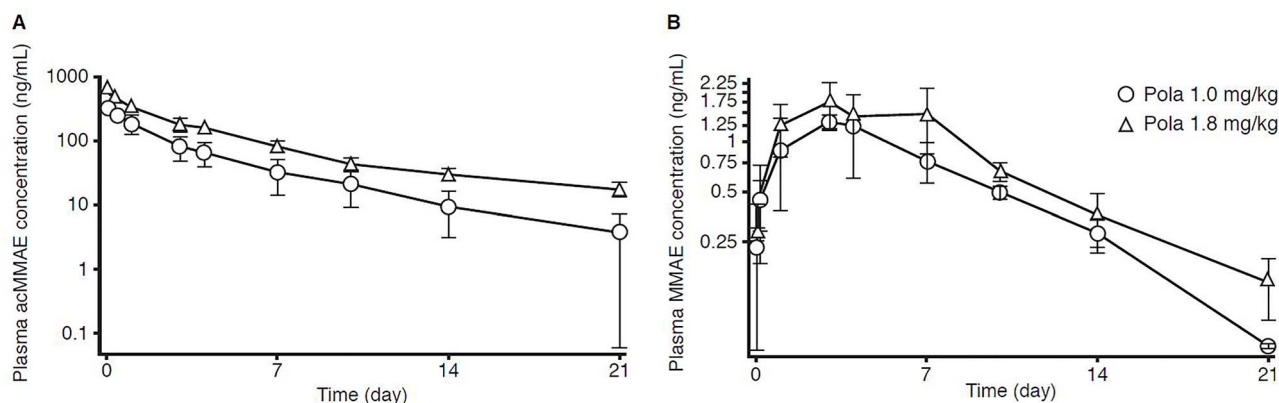 A
Plasma acMMAE concentration (ng/mL)
1000
100
10
1
0.1
0
7
14
21
Time (day)
B
Plasma MMAE concentration (ng/mL)
2.25
1.75
1.25
1
0.75
0.5
0.25
0
7
14
21
Time (day)
Pola 1.0 mg/kg
Pola 1.8 mg/kg